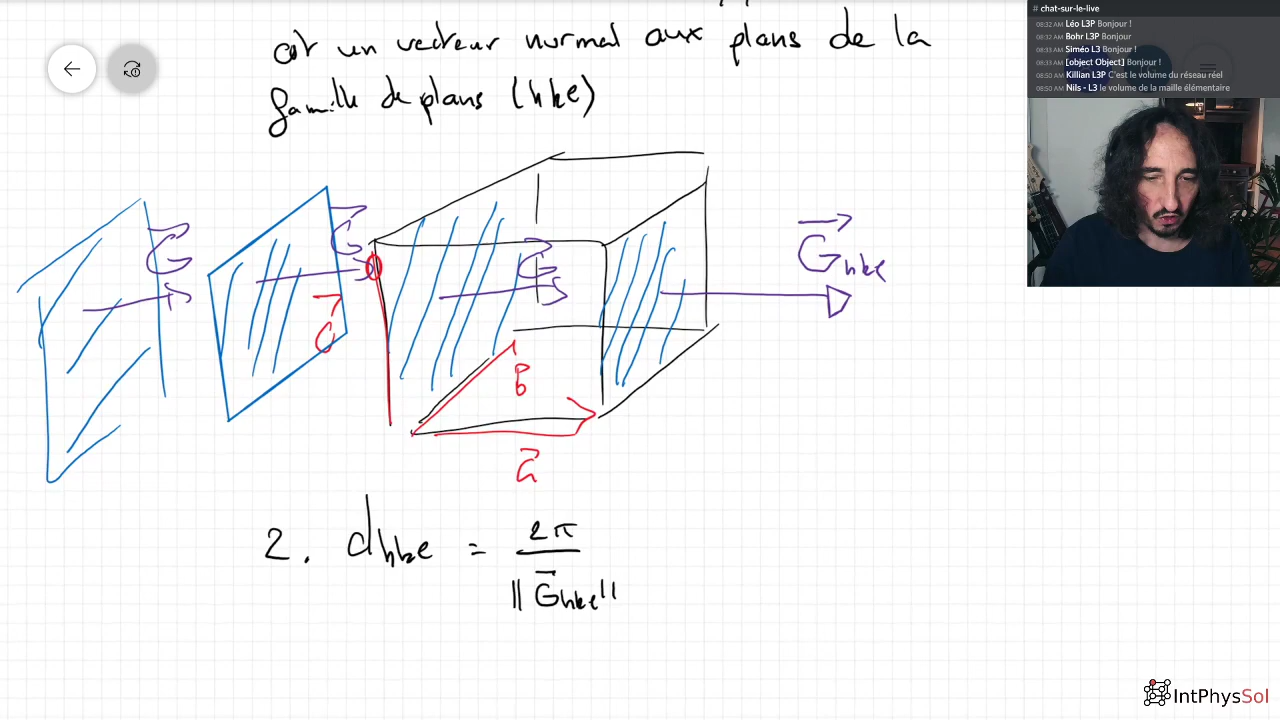 est un vecteur normal aux plans de la
famille de plans (hkl)
G
G
G
G hkl
c
b
a
2. dhkl = 2π / ||Ghkl||
# chat-sur-le-live
08:32 AM Léo L3P Bonjour !
08:32 AM Bohr L3P Bonjour
08:33 AM Siméo L3 Bonjour !
08:33 AM [object Object] Bonjour !
08:50 AM Killian L3P C'est le volume du réseau réel
08:50 AM Nils - L3 le volume de la maille élémentaire
IntPhysSol